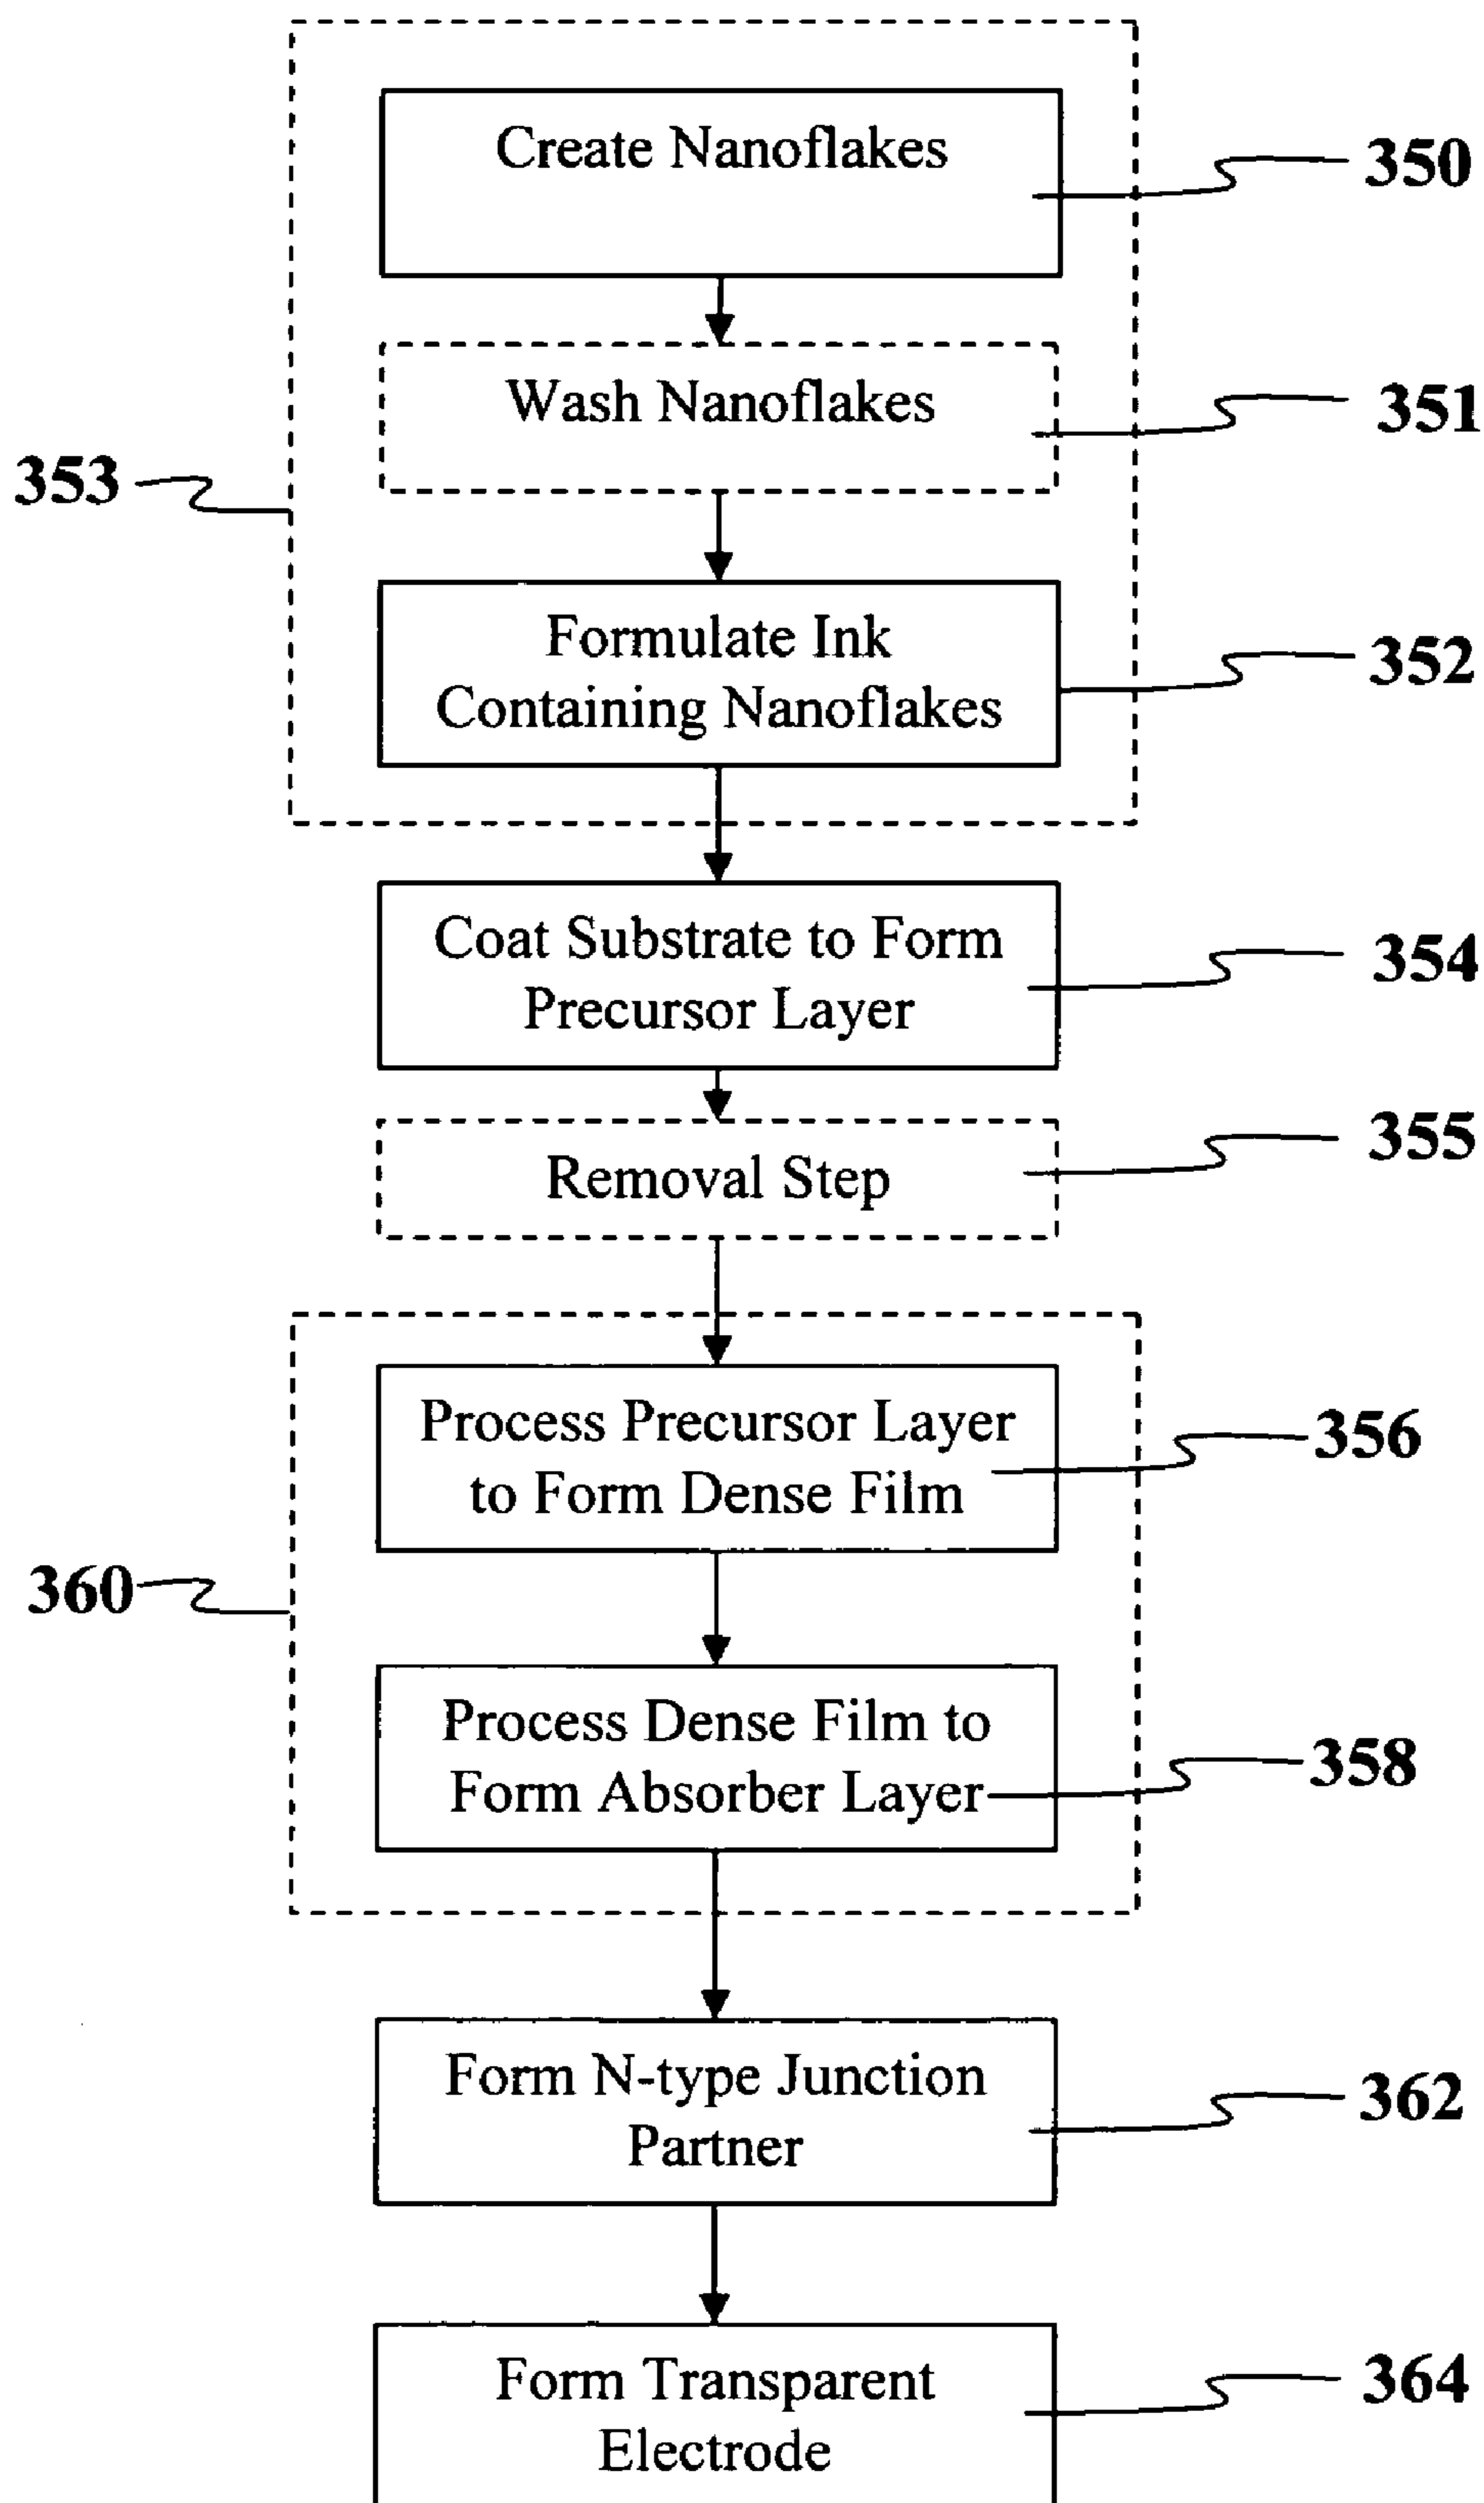 Create Nanoflakes
350
Wash Nanoflakes
351
353
Formulate Ink
Containing Nanoflakes
352
Coat Substrate to Form
Precursor Layer
354
Removal Step
355
Process Precursor Layer
to Form Dense Film
356
360
Process Dense Film to
Form Absorber Layer
358
Form N-type Junction
Partner
362
Form Transparent
Electrode
364